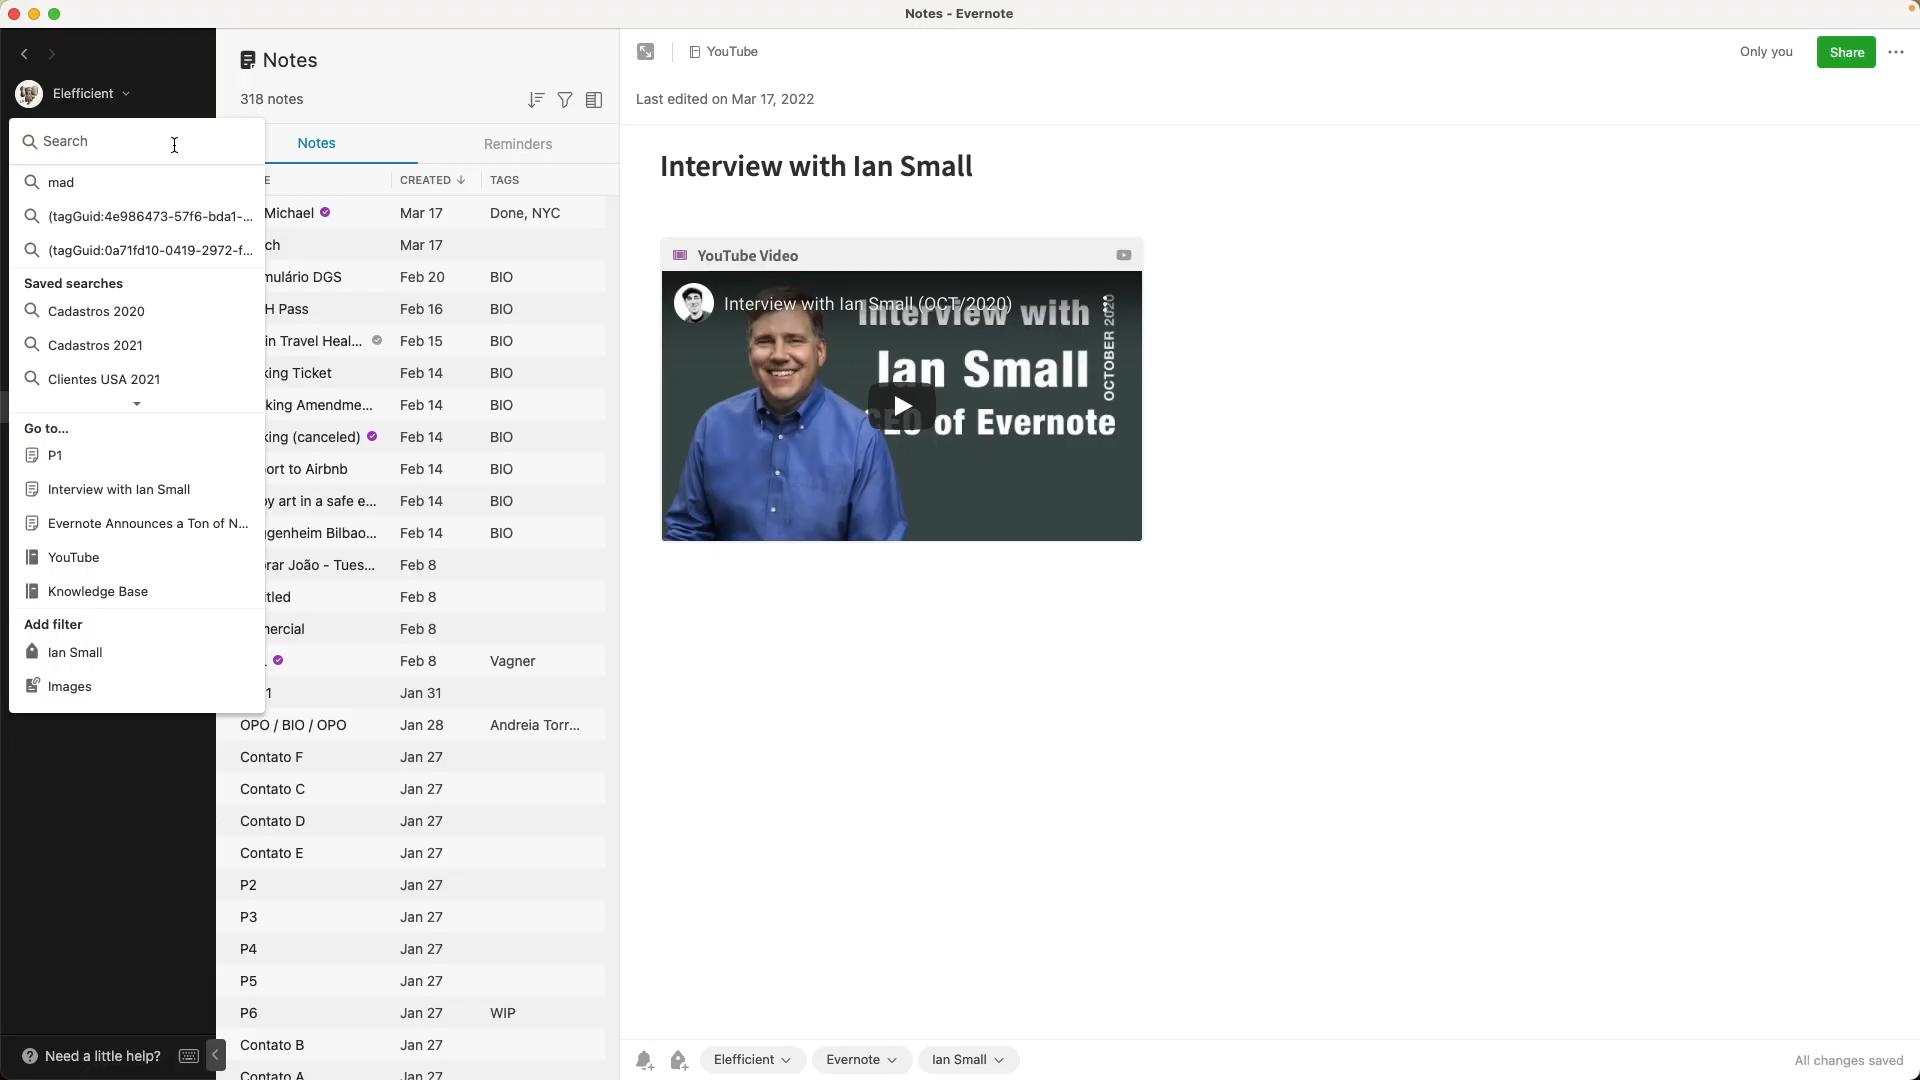 Notes - Evernote
Elefficient
Search
mad
(tagGuid:4e986473-57f6-bda1-...
(tagGuid:0a71fd10-0419-2972-f...
Saved searches
Cadastros 2020
Cadastros 2021
Clientes USA 2021
Go to...
P1
Interview with Ian Small
Evernote Announces a Ton of N...
YouTube
Knowledge Base
Add filter
Ian Small
Images
Need a little help?
Notes
318 notes
Notes Reminders
E CREATED TAGS
Michael Mar 17 Done, NYC
ch Mar 17
mulário DGS Feb 20 BIO
H Pass Feb 16 BIO
in Travel Heal... Feb 15 BIO
king Ticket Feb 14 BIO
king Amendme... Feb 14 BIO
king (canceled) Feb 14 BIO
ort to Airbnb Feb 14 BIO
by art in a safe e... Feb 14 BIO
ggenheim Bilbao... Feb 14 BIO
orar João - Tues... Feb 8
itled Feb 8
mercial Feb 8
Feb 8 Vagner
1 Jan 31
OPO / BIO / OPO Jan 28 Andreia Torr...
Contato F Jan 27
Contato C Jan 27
Contato D Jan 27
Contato E Jan 27
P2 Jan 27
P3 Jan 27
P4 Jan 27
P5 Jan 27
P6 Jan 27 WIP
Contato B Jan 27
Contato A Jan 27
YouTube
Only you Share
Last edited on Mar 17, 2022
Interview with Ian Small
YouTube Video
Interview with Ian Small (OCT/2020)
Interview with
Ian Small
CEO of Evernote
OCTOBER 2020
Elefficient Evernote Ian Small
All changes saved